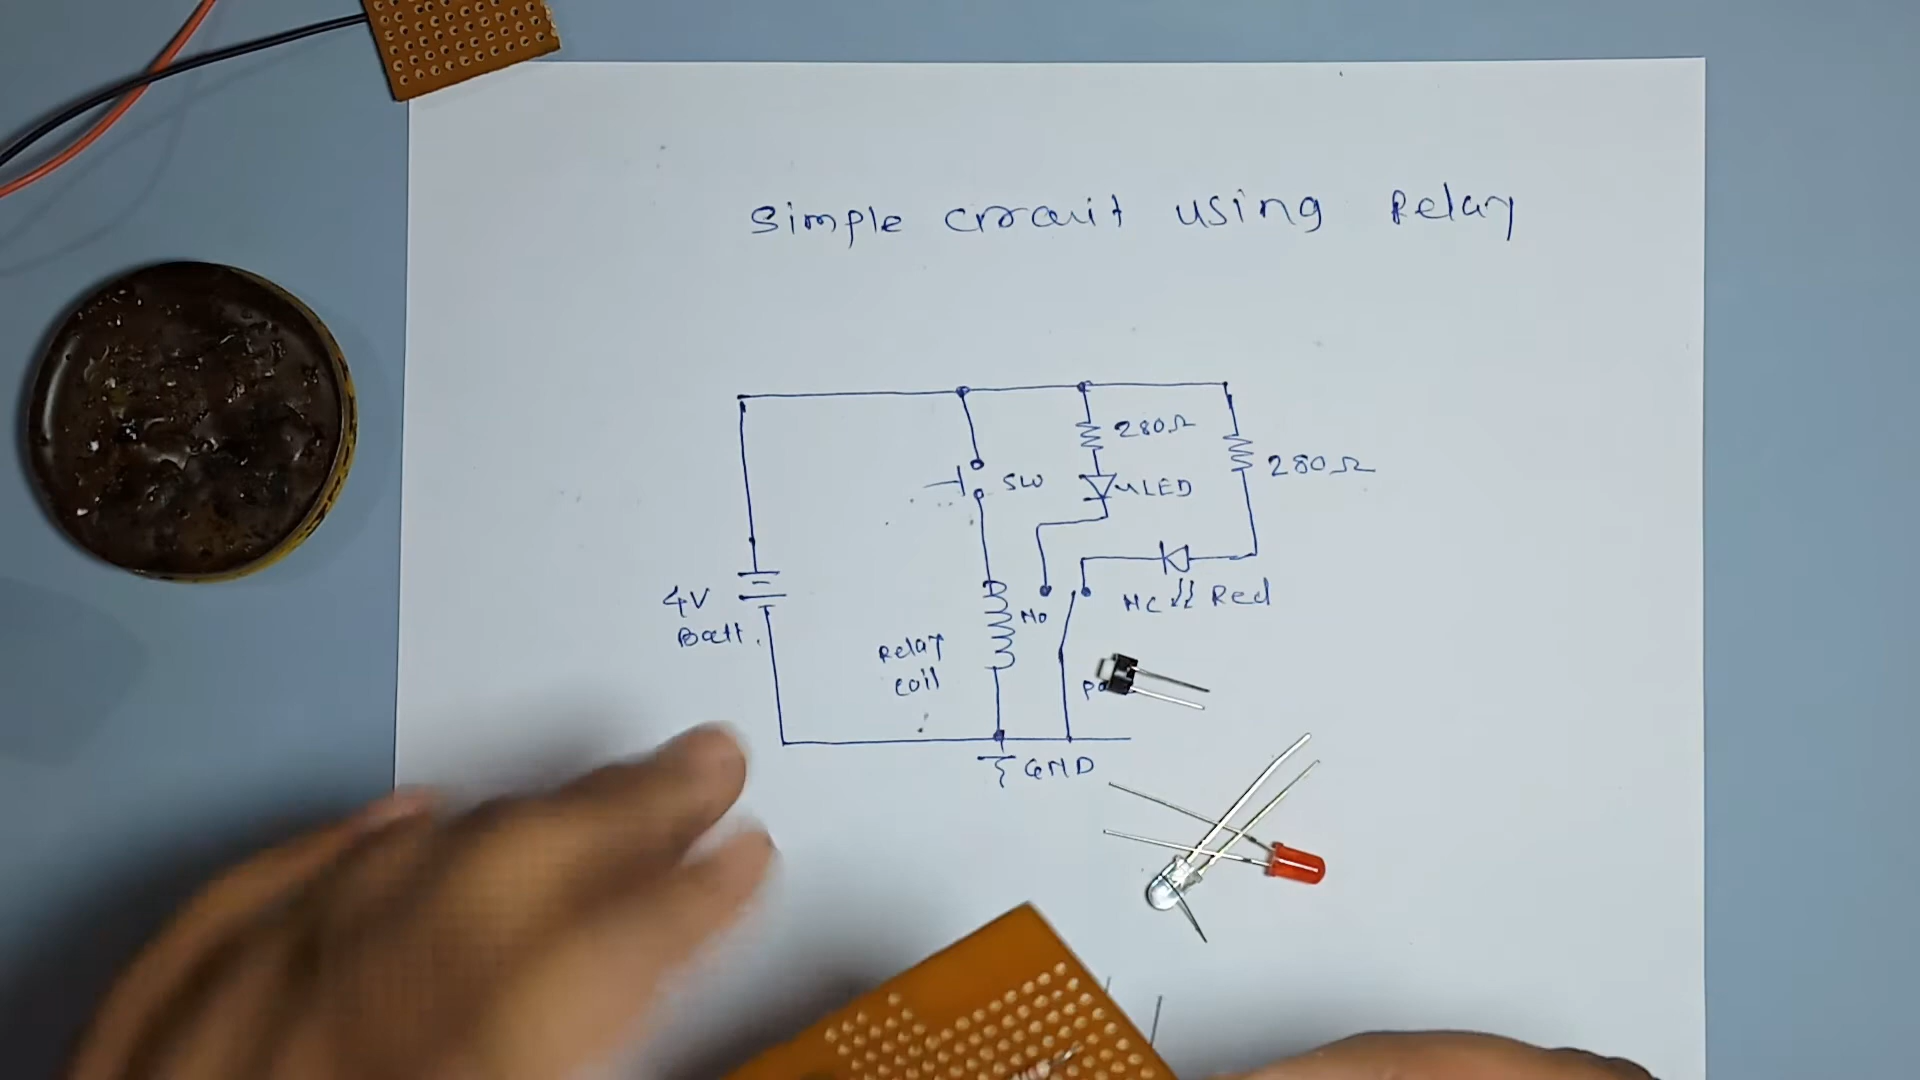 Simple circuit using Relay
280Ω
280Ω
SW
LED
4V
Batt.
NO
NC
Red
Relay
coil
GND